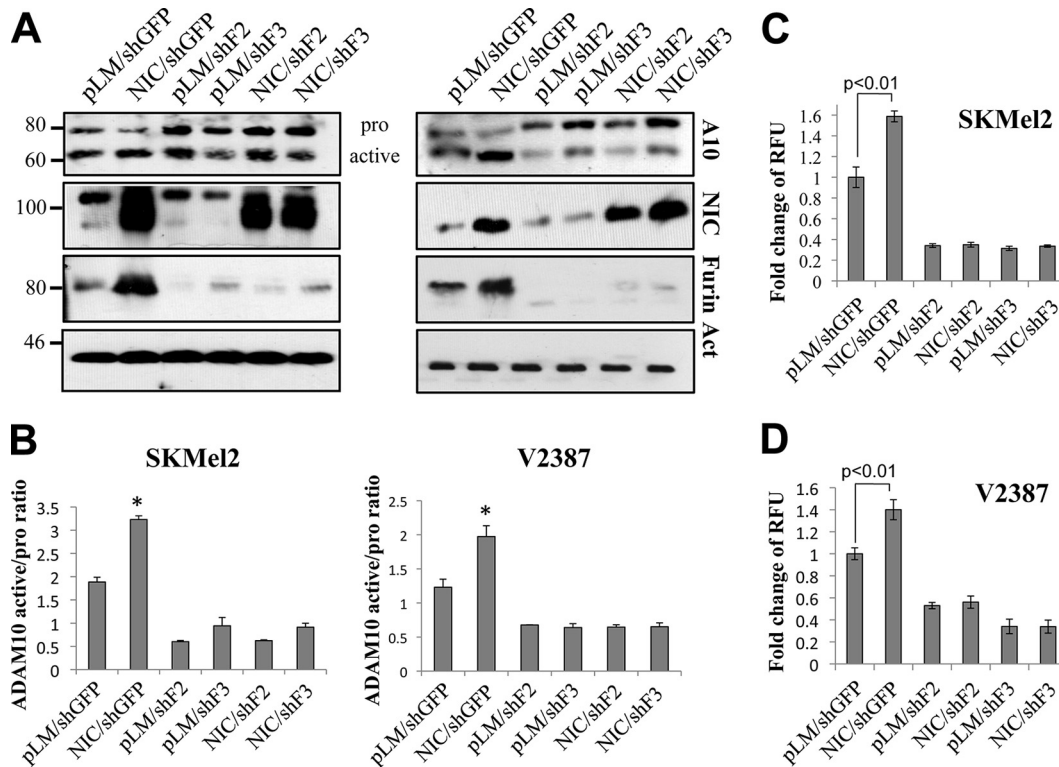 A
pLM/shGFP
NIC/shGFP
pLM/shF2
pLM/shF3
NIC/shF2
NIC/shF3
80
60
100
80
46
pro
active
pLM/shGFP
NIC/shGFP
pLM/shF2
pLM/shF3
NIC/shF2
NIC/shF3
A10
NIC
Furin
Act
B
SKMel2
ADAM10 active/pro ratio
3.5
3
2.5
2
1.5
1
0.5
0
*
pLM/shGFP
NIC/shGFP
pLM/shF2
pLM/shF3
NIC/shF2
NIC/shF3
V2387
ADAM10 active/pro ratio
2.5
2
1.5
1
0.5
0
*
pLM/shGFP
NIC/shGFP
pLM/shF2
pLM/shF3
NIC/shF2
NIC/shF3
C
p<0.01
SKMel2
Fold change of RFU
1.6
1.4
1.2
1
0.8
0.6
0.4
0.2
0
pLM/shGFP
NIC/shGFP
pLM/shF2
NIC/shF2
pLM/shF3
NIC/shF3
D
p<0.01
V2387
Fold change of RFU
1.6
1.4
1.2
1
0.8
0.6
0.4
0.2
0
pLM/shGFP
NIC/shGFP
pLM/shF2
NIC/shF2
pLM/shF3
NIC/shF3